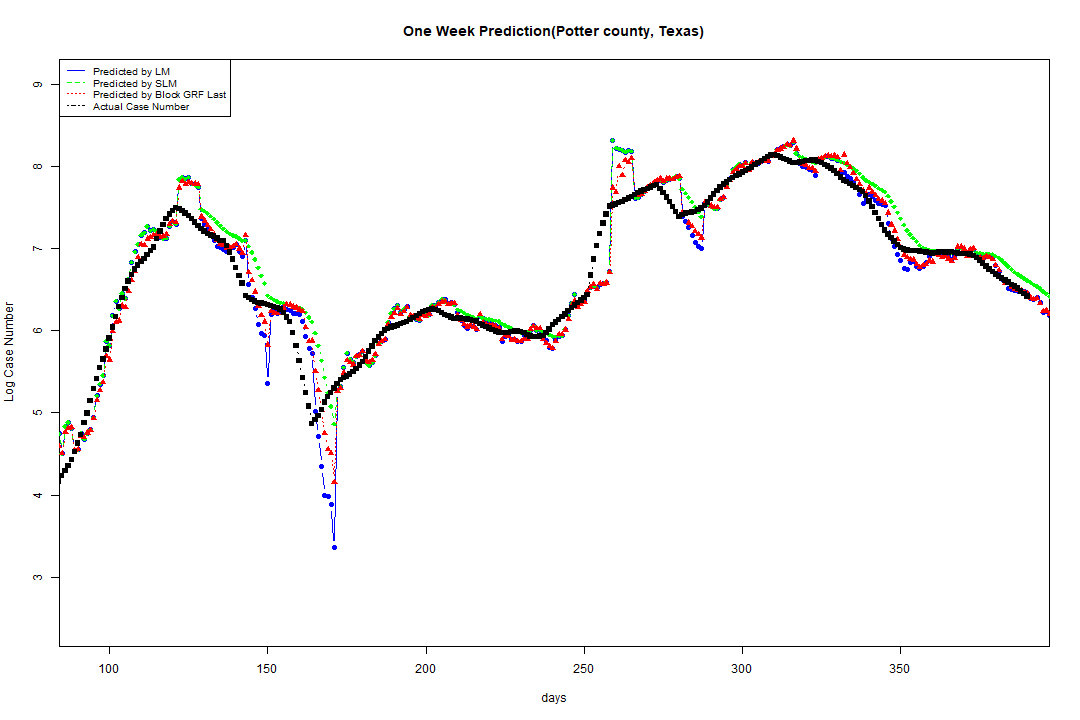 One Week Prediction(Potter county, Texas)
Predicted by LM
Predicted by SLM
Predicted by Block GRF Last
Actual Case Number
9
8
7
6
5
4
3
Log Case Number
100 150 200 250 300 350
days